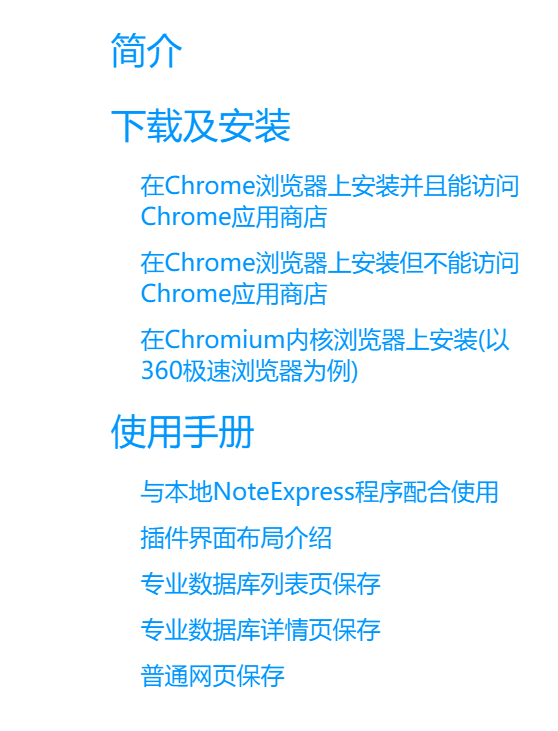 简介
下载及安装
在Chrome浏览器上安装并且能访问
Chrome应用商店
在Chrome浏览器上安装但不能访问
Chrome应用商店
在Chromium内核浏览器上安装(以
360极速浏览器为例)
使用手册
与本地NoteExpress程序配合使用
插件界面布局介绍
专业数据库列表页保存
专业数据库详情页保存
普通网页保存